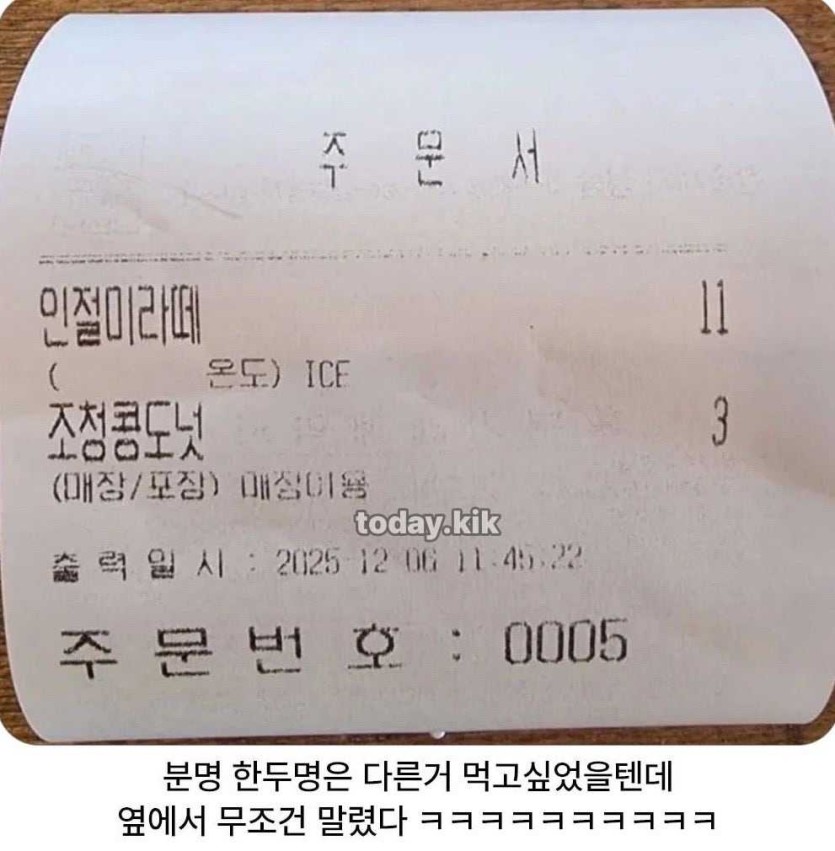 주 문 서
인절미라떼 11
( 온도) ICE
조청콩도넛 3
(매장/포장) 매장이용
today.kik
출 력 일 시 : 2025-12-06 11:45:22
주 문 번 호 : 0005
분명 한두명은 다른거 먹고싶었을텐데
옆에서 무조건 말렸다 ㅋㅋㅋㅋㅋㅋㅋㅋㅋㅋ